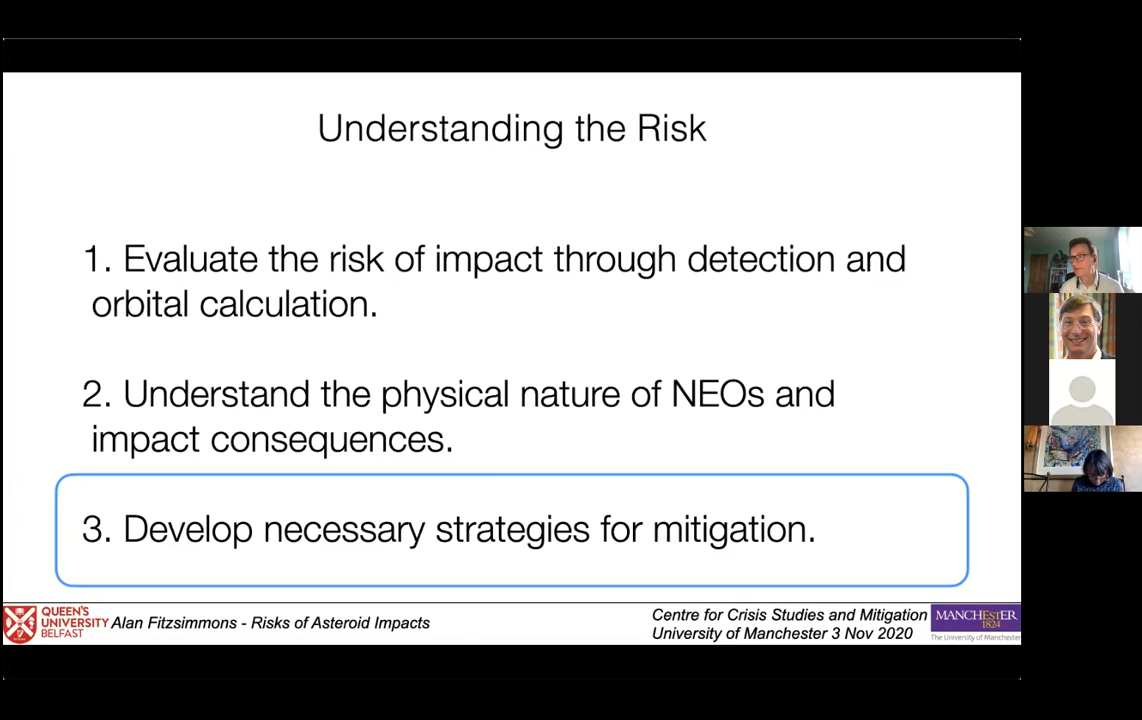 Understanding the Risk
1. Evaluate the risk of impact through detection and
orbital calculation.
2. Understand the physical nature of NEOs and
impact consequences.
3. Develop necessary strategies for mitigation.
QUEEN'S
UNIVERSITY
BELFAST
Alan Fitzsimmons - Risks of Asteroid Impacts
Centre for Crisis Studies and Mitigation
University of Manchester 3 Nov 2020
MANCHESTER
1824
The University of Manchester